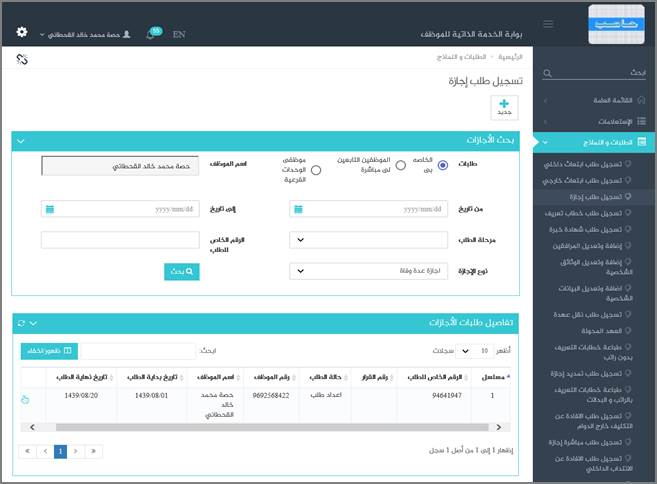 حاسب
بوابة الخدمة الذاتية للموظف
EN
55
حصة محمد خالد القحطاني
الرئيسية - الطلبات و النماذج
تسجيل طلب إجازة
جديد
ابحث
القائمة العامة
الإستعلامات
الطلبات و النماذج
تسجيل طلب ابتعاث داخلي
تسجيل طلب ابتعاث خارجي
تسجيل طلب إجازة
تسجيل طلب خطاب تعريف
تسجيل طلب شهادة خبرة
إضافة وتعديل المرافقين
إضافة وتعديل الوثائق
الشخصية
اضافة وتعديل البيانات
الشخصية
تسجيل طلب نقل عهدة
العهد المحولة
طباعة خطابات التعريف
بدون راتب
تسجيل طلب تمديد إجازة
طباعة خطابات التعريف
بالراتب و البدلات
تسجيل طلب الافادة عن
التكليف خارج الدوام
تسجيل طلب مباشرة إجازة
تسجيل طلب الافادة عن
الانتداب الداخلي
بحث الأجازات
طلبات
الخاصه
بى
الموظفين التابعين
لى مباشرة
موظفى
الوحدات
الفرعية
اسم الموظف
حصة محمد خالد القحطاني
من تاريخ
yyyy/mm/dd
إلى تاريخ
yyyy/mm/dd
مرحلة الطلب
الرقم الخاص
للطلب
نوع الإجازة
اجازة عدة وفاة
بحث
تفاصيل طلبات الأجازات
أظهر 10 سجلات
ابحث:
ظهور/خفاء
مسلسل
الرقم الخاص للطلب
رقم القرار
حالة الطلب
رقم الموظف
اسم الموظف
تاريخ بداية الطلب
تاريخ نهاية الطلب
1
94641947
اعداد طلب
9692568422
حصة محمد
خالد
القحطاني
1439/08/01
1439/08/20
إظهار 1 إلى 1 من أصل 1 سجل
« < 1 > »